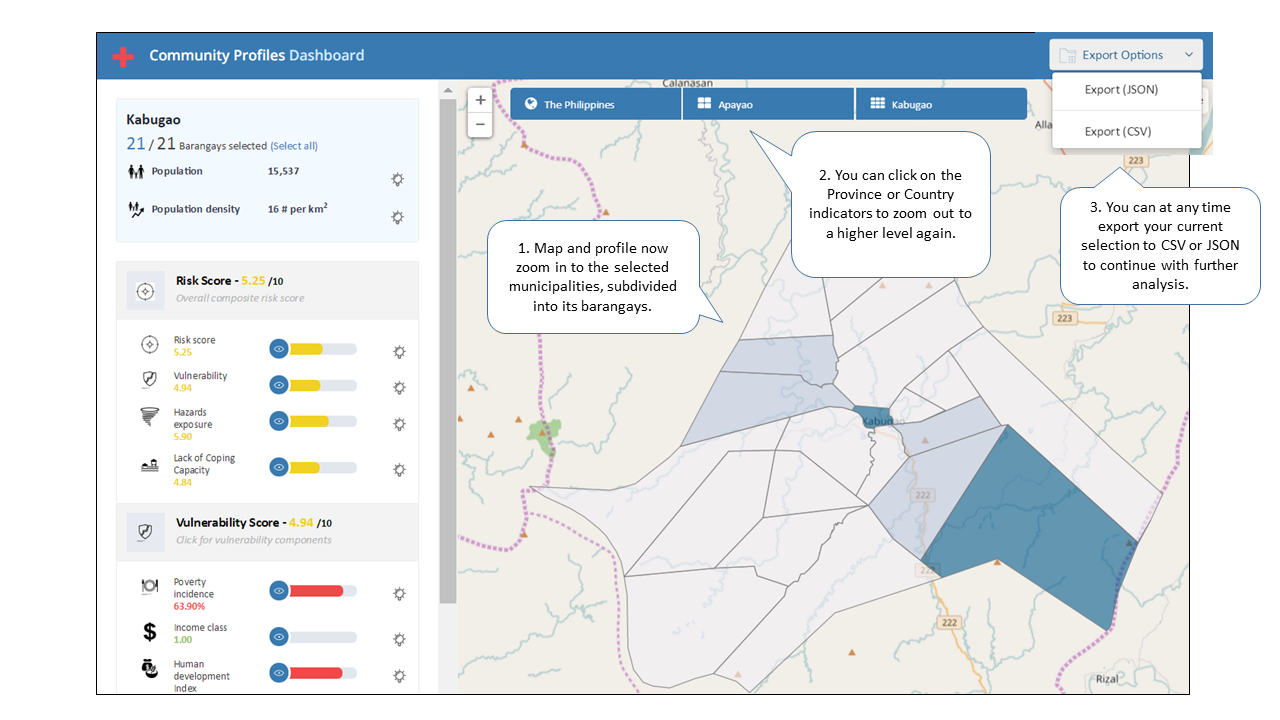 Community Profiles Dashboard
Export Options
Export (JSON)
Export (CSV)
Kabugao
21 / 21 Barangays selected (Select all)
Population 15,537
Population density 16 # per km2
Risk Score - 5.25 /10
Overall composite risk score
Risk score
5.25
Vulnerability
4.94
Hazards
exposure
5.90
Lack of Coping
Capacity
4.84
Vulnerability Score - 4.94 /10
Click for vulnerability components
Poverty
incidence
63.90%
$ Income class
1.00
Human
development
Index
+
−
Calanasan
The Philippines
Apayao
Kabugao
Alla
e
223
2. You can click on the
Province or Country
indicators to zoom out to
a higher level again.
3. You can at any time
export your current
selection to CSV or JSON
to continue with further
analysis.
1. Map and profile now
zoom in to the selected
municipalities, subdivided
into its barangays.
223
Kabugao
222
222
Rizal